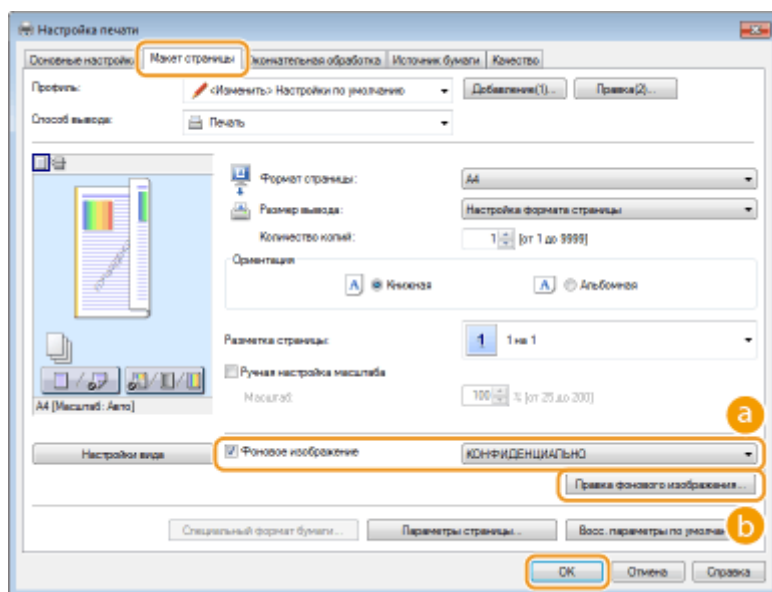 Настройка печати
Основные настройки Макет страницы Окончательная обработка Источник бумаги Качество
Профиль: <Изменить> Настройки по умолчанию Добавление(1)... Правка(2)...
Способ вывода: Печать
Формат страницы: A4
Размер вывода: Настройка формата страницы
Количество копий: 1 [от 1 до 9999]
Ориентация
A Книжная A Альбомная
Разметка страницы: 1 1 на 1
Ручная настройка масштаба
Масштаб: 100 % [от 25 до 200]
A4 [Масштаб: Авто]
a
Настройки вида Фоновое изображение КОНФИДЕНЦИАЛЬНО
Правка фонового изображения...
b
Специальный формат бумаги... Параметры страницы... Восс. параметры по умолчан
OK Отмена Справка